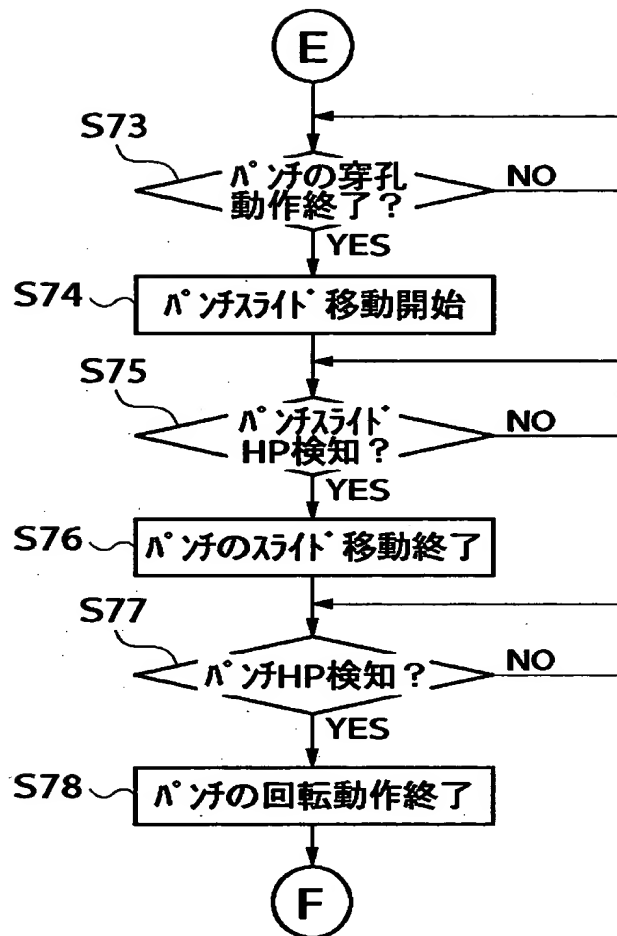 E
S73
パンチの穿孔
動作終了？
NO
YES
S74
パンチスライド移動開始
S75
パンチスライド
HP検知？
NO
YES
S76
パンチのスライド移動終了
S77
パンチHP検知？
NO
YES
S78
パンチの回転動作終了
F